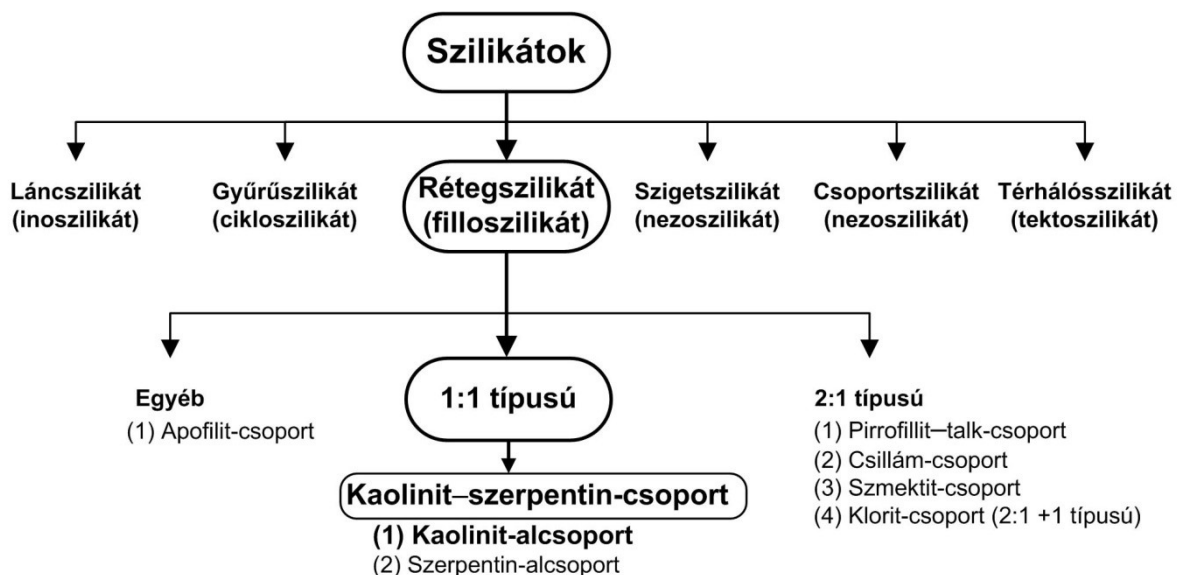 Szilikátok
Láncszilikát
(inoszilikát)
Gyűrűszilikát
(cikloszilikát)
Rétegszilikát
(filloszilikát)
Szigetszilikát
(nezoszilikát)
Csoportszilikát
(nezoszilikát)
Térhálósszilikát
(tektoszilikát)
Egyéb
(1) Apofilit-csoport
1:1 típusú
Kaolinit–szerpentin-csoport
(1) Kaolinit-alcsoport
(2) Szerpentin-alcsoport
2:1 típusú
(1) Pirrofillit–talk-csoport
(2) Csillám-csoport
(3) Szmektit-csoport
(4) Klorit-csoport (2:1 +1 típusú)